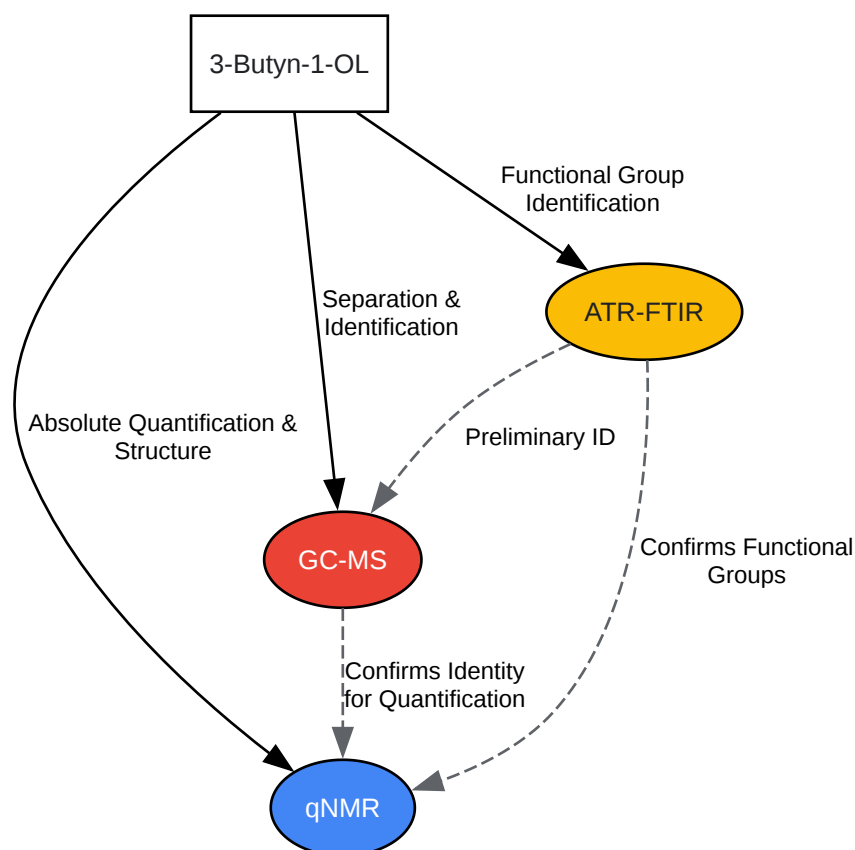 3-Butyn-1-OL
Functional Group
Identification
Separation &
Identification
ATR-FTIR
Absolute Quantification &
Structure
Preliminary ID
GC-MS
Confirms Functional
Groups
Confirms Identity
for Quantification
qNMR